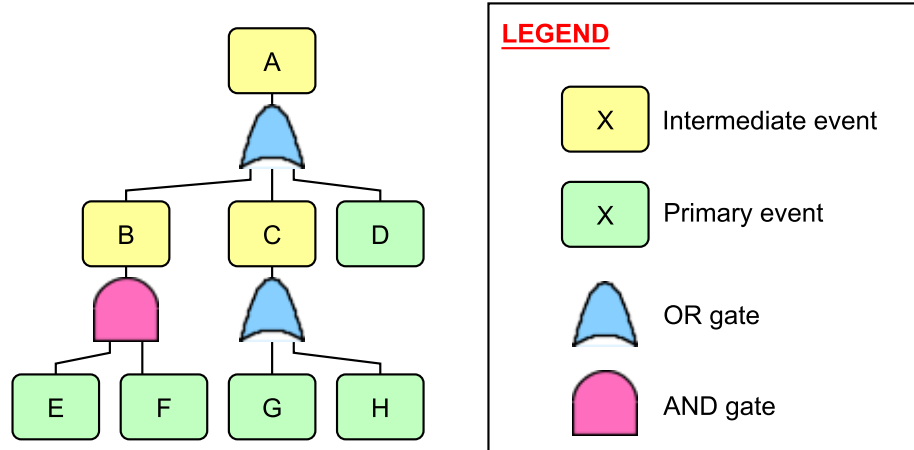 A
B
C
D
E
F
G
H
LEGEND
X
Intermediate event
X
Primary event
OR gate
AND gate